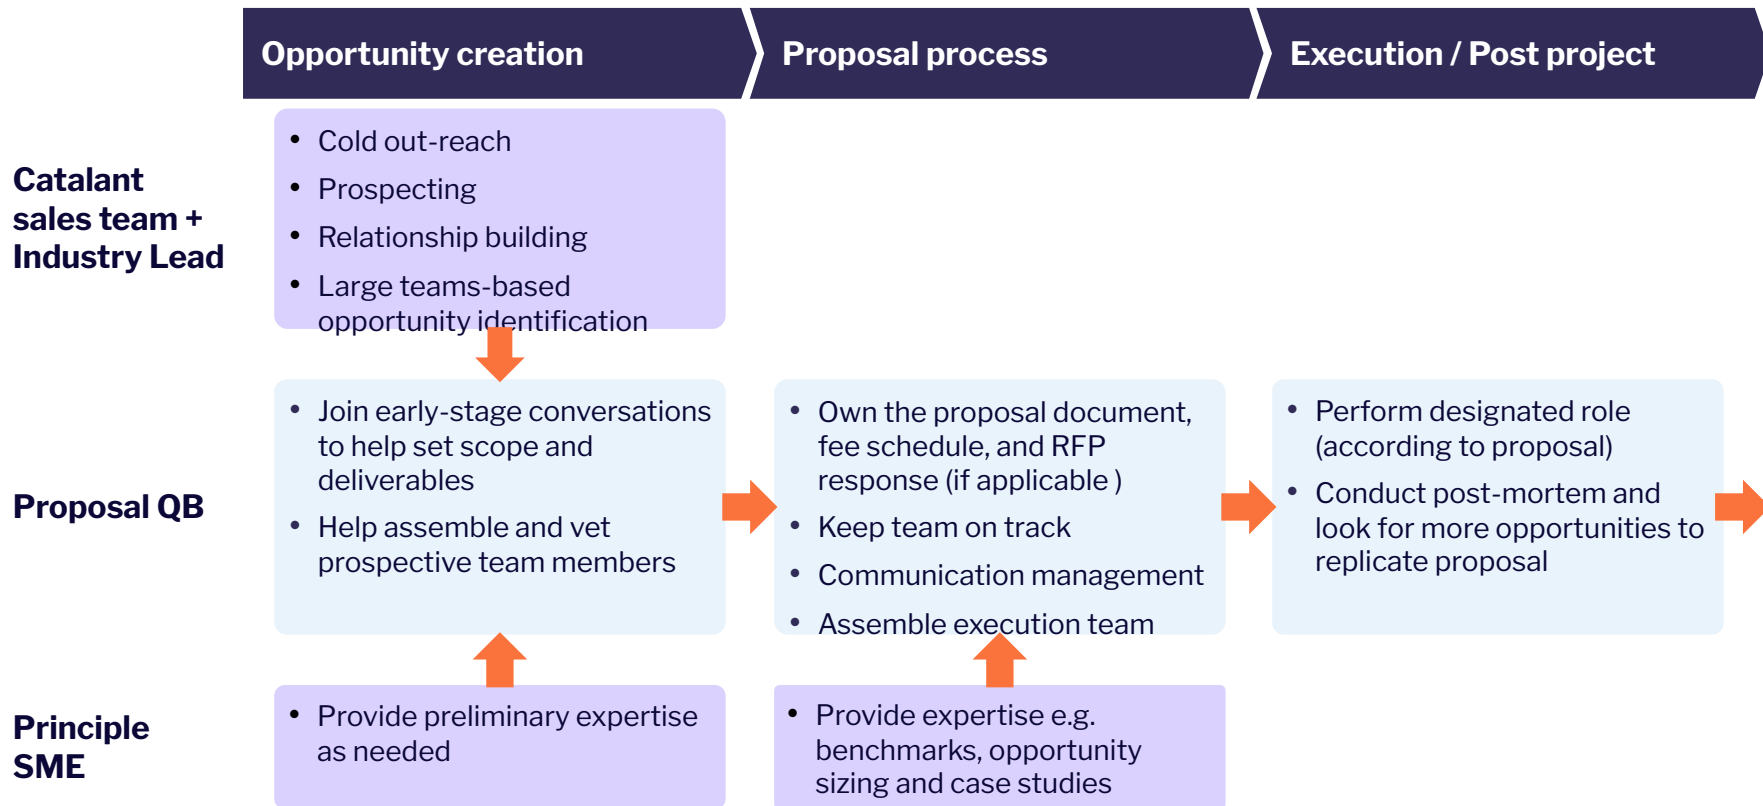 Opportunity creation
Proposal process
Execution / Post project
Catalant
sales team +
Industry Lead
• Cold out-reach
• Prospecting
• Relationship building
• Large teams-based
opportunity identification
Proposal QB
• Join early-stage conversations
to help set scope and
deliverables
• Help assemble and vet
prospective team members
• Own the proposal document,
fee schedule, and RFP
response (if applicable )
• Keep team on track
• Communication management
• Assemble execution team
• Perform designated role
(according to proposal)
• Conduct post-mortem and
look for more opportunities to
replicate proposal
Principle
SME
• Provide preliminary expertise
as needed
• Provide expertise e.g.
benchmarks, opportunity
sizing and case studies